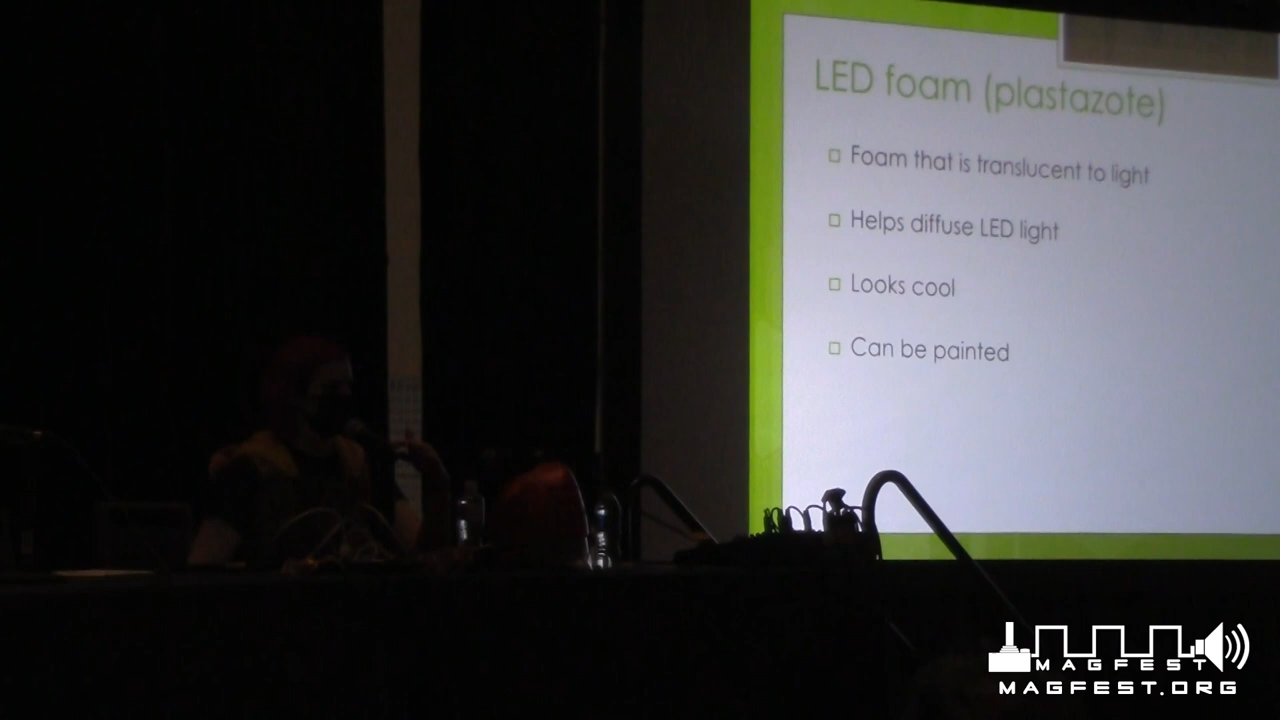 LED foam (plastazote)
Foam that is translucent to light
Helps diffuse LED light
Looks cool
Can be painted
MAGFEST
MAGFEST.ORG